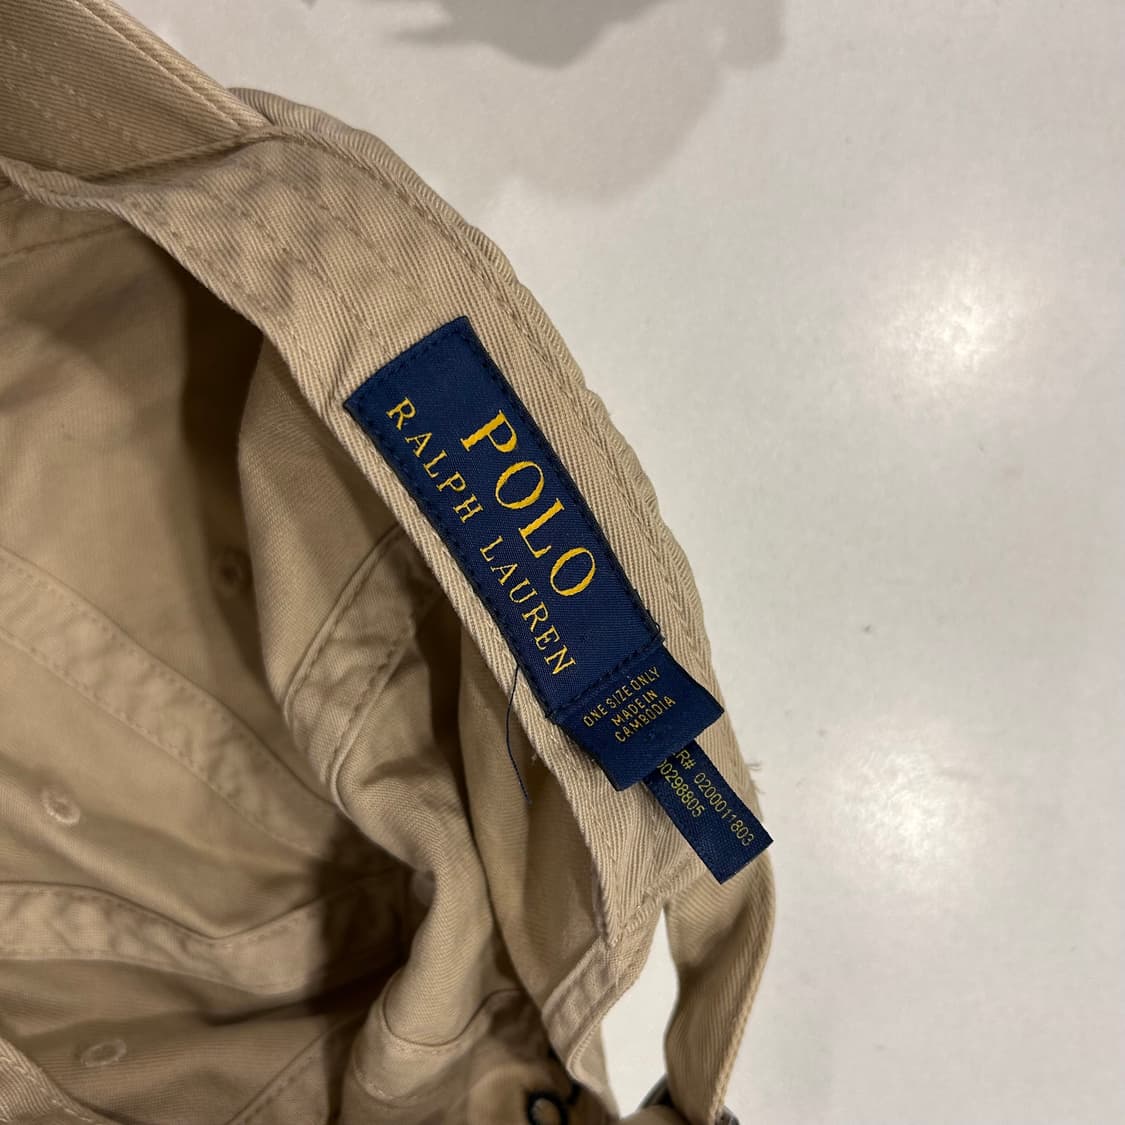 POLO
RALPH LAUREN
ONE SIZE ONLY
MADE IN
CAMBODIA
R# 0200011803
00298805